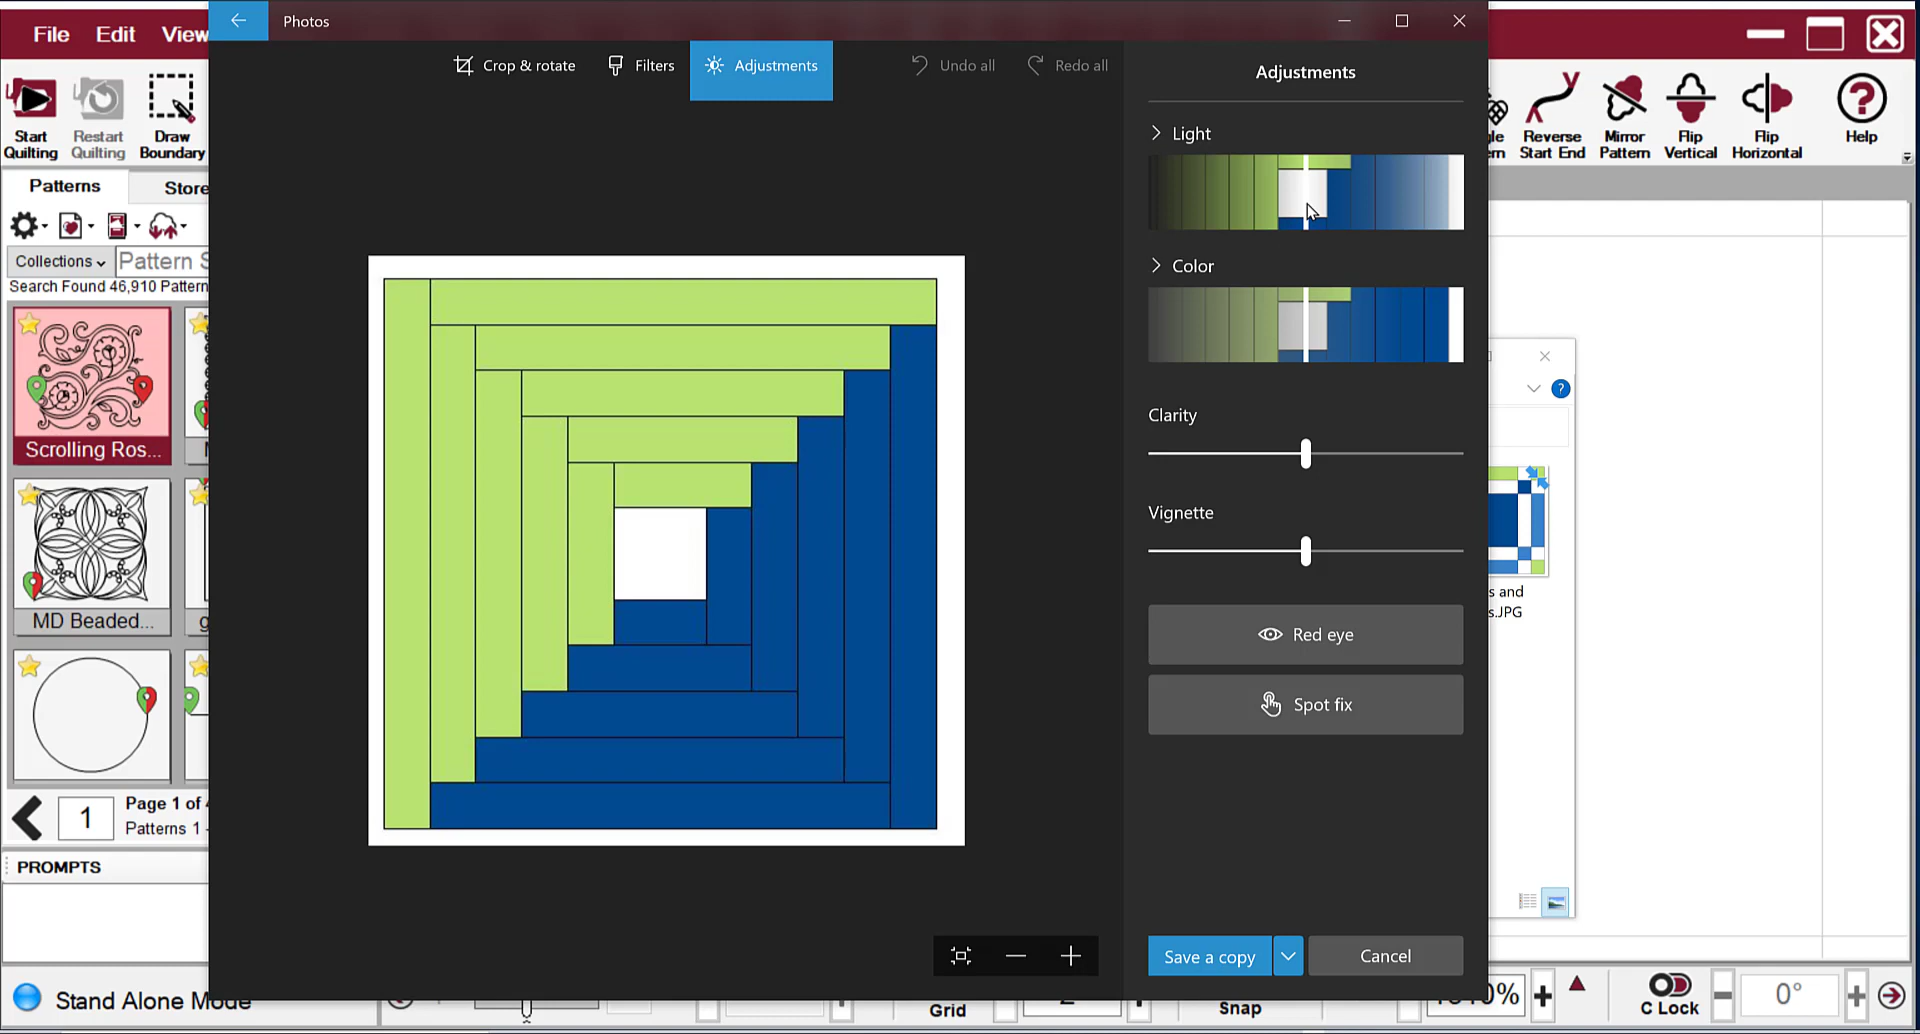 File Edit View
Photos
Crop & rotate
Filters
Adjustments
Undo all
Redo all
Adjustments
Start
Quilting
Restart
Quilting
Draw
Boundary
Reverse
Start End
Mirror
Pattern
Flip
Vertical
Flip
Horizontal
Help
Patterns
Store
Collections
Pattern S
Search Found 46,910 Pattern
Scrolling Ros...
MD Beaded...
g
1
Page 1 of
Patterns 1
PROMPTS
Stand Alone Mode
Light
Color
Clarity
Vignette
Red eye
Spot fix
Save a copy
Cancel
s and
s.JPG
Grid
Snap
C Lock
0°